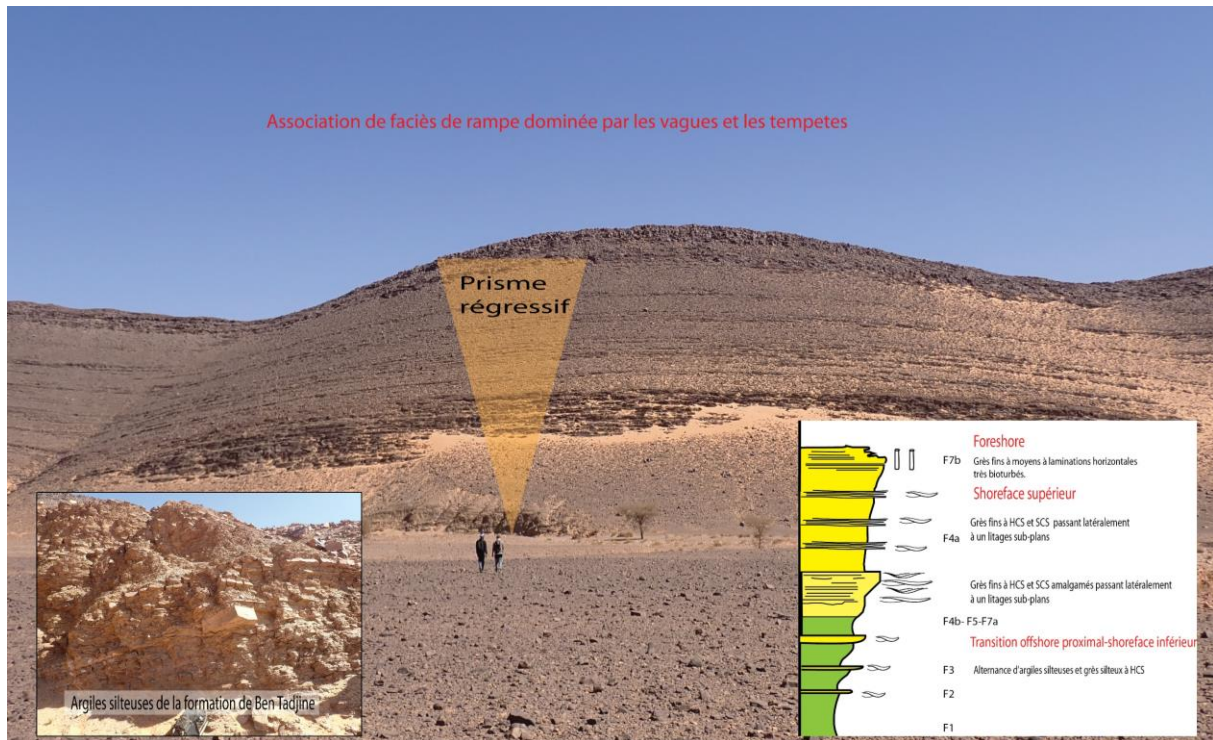 Association de faciès de rampe dominée par les vagues et les tempetes
Prisme
régressif
Foreshore
F7b
Grès fins à moyens à laminations horizontales
très bioturbés.
Shoreface supérieur
Grès fins à HCS et SCS passant latéralement
F4a
à un litages sub-plans
Grès fins à HCS et SCS amalgamés passant latéralement
à un litages sub-plans
F4b- F5-F7a
Transition offshore proximal-shoreface inférieur
F3
Alternance d'argiles silteuses et grès silteux à HCS
F2
F1
Argiles silteuses de la formation de Ben Tadjine